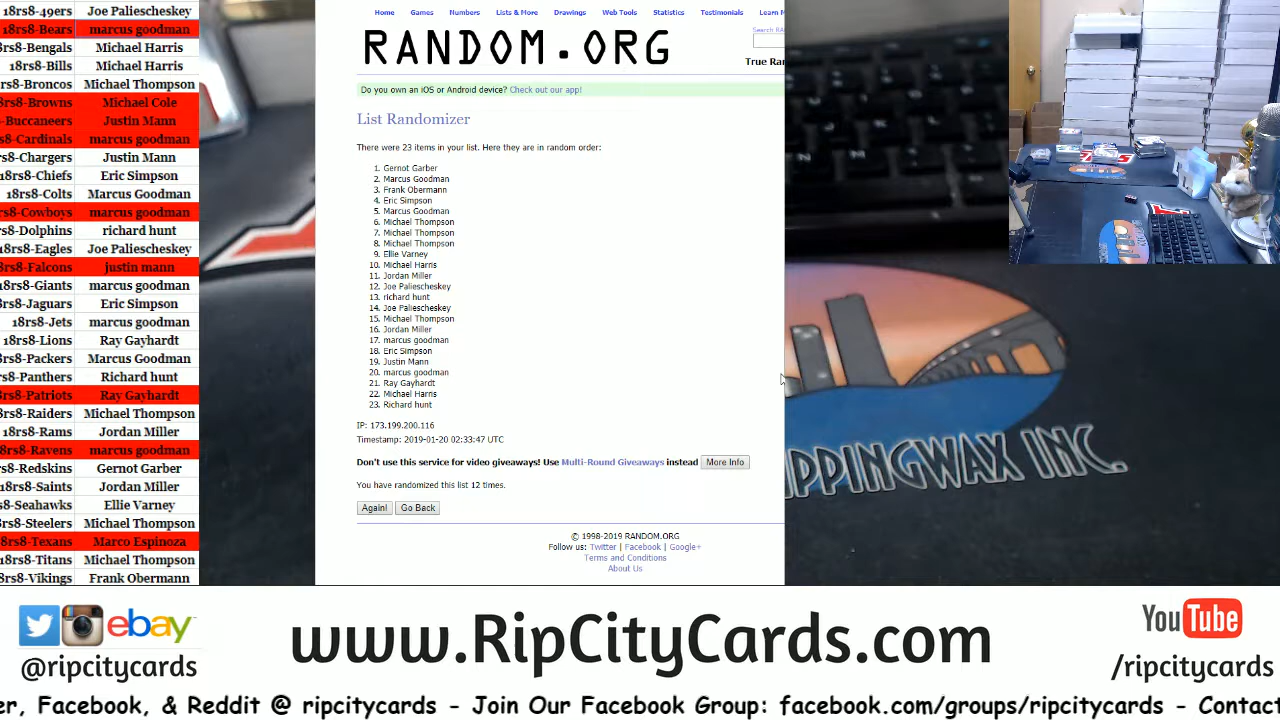 18rs8-49ers Joe Paliescheskey
18rs8-Bears marcus goodman
8rs8-Bengals Michael Harris
18rs8-Bills Michael Harris
rs8-Broncos Michael Thompson
8rs8-Browns Michael Cole
-Buccaneers Justin Mann
s8-Cardinals marcus goodman
rs8-Chargers Justin Mann
18rs8-Chiefs Eric Simpson
18rs8-Colts Marcus Goodman
rs8-Cowboys marcus goodman
rs8-Dolphins richard hunt
18rs8-Eagles Joe Paliescheskey
8rs8-Falcons justin mann
18rs8-Giants marcus goodman
8rs8-Jaguars Eric Simpson
18rs8-Jets marcus goodman
18rs8-Lions Ray Gayhardt
rs8-Packers Marcus Goodman
rs8-Panthers Richard hunt
8rs8-Patriots Ray Gayhardt
8rs8-Raiders Michael Thompson
18rs8-Rams Jordan Miller
8rs8-Ravens marcus goodman
rs8-Redskins Gernot Garber
18rs8-Saints Jordan Miller
8-Seahawks Ellie Varney
rs8-Steelers Michael Thompson
8rs8-Texans Marco Espinoza
18rs8-Titans Michael Thompson
8rs8-Vikings Frank Obermann
Home Games Numbers Lists & More Drawings Web Tools Statistics Testimonials Learn M
RANDOM.ORG
Search RA
True Ran
Do you own an iOS or Android device? Check out our app!
List Randomizer
There were 23 items in your list. Here they are in random order:
1. Gernot Garber
2. Marcus Goodman
3. Frank Obermann
4. Eric Simpson
5. Marcus Goodman
6. Michael Thompson
7. Michael Thompson
8. Michael Thompson
9. Ellie Varney
10. Michael Harris
11. Jordan Miller
12. Joe Paliescheskey
13. richard hunt
14. Joe Paliescheskey
15. Michael Thompson
16. Jordan Miller
17. marcus goodman
18. Eric Simpson
19. Justin Mann
20. marcus goodman
21. Ray Gayhardt
22. Michael Harris
23. Richard hunt
IP: 173.199.200.116
Timestamp: 2019-01-20 02:33:47 UTC
Don't use this service for video giveaways! Use Multi-Round Giveaways instead More Info
You have randomized this list 12 times.
Again! Go Back
© 1998-2019 RANDOM.ORG
Follow us: Twitter | Facebook | Google+
Terms and Conditions
About Us
IPPINGWAX INC.
ebay
@ripcitycards
www.RipCityCards.com
YouTube
/ripcitycards
er, Facebook, & Reddit @ ripcitycards - Join Our Facebook Group: facebook.com/groups/ripcitycards - Contact